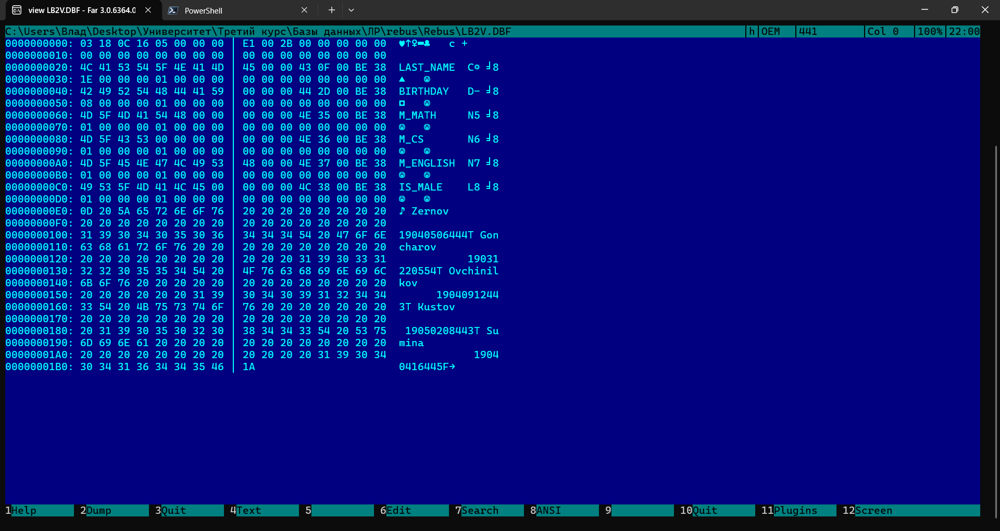 view LB2V.DBF - Far 3.0.6364.0
PowerShell
C:\Users\Влад\Desktop\Университет\Третий курс\Базы данных\ЛР\rebus\Rebus\LB2V.DBF h OEM 441 Col 0 100% 22:00
0000000000: 03 18 0C 16 05 00 00 00 │ E1 00 2B 00 00 00 00 00 ♥↑♀▬♣   с +
0000000010: 00 00 00 00 00 00 00 00 │ 00 00 00 00 00 00 00 00
0000000020: 4C 41 53 54 5F 4E 41 4D │ 45 00 00 43 0F 00 BE 38 LAST_NAME  C☼ ╛8
0000000030: 1E 00 00 00 01 00 00 00 │ 00 00 00 00 00 00 00 00 ▲   ☺
0000000040: 42 49 52 54 48 44 41 59 │ 00 00 00 44 2D 00 BE 38 BIRTHDAY   D- ╛8
0000000050: 08 00 00 00 01 00 00 00 │ 00 00 00 00 00 00 00 00 ◘   ☺
0000000060: 4D 5F 4D 41 54 48 00 00 │ 00 00 00 4E 35 00 BE 38 M_MATH     N5 ╛8
0000000070: 01 00 00 00 01 00 00 00 │ 00 00 00 00 00 00 00 00 ☺   ☺
0000000080: 4D 5F 43 53 00 00 00 00 │ 00 00 00 4E 36 00 BE 38 M_CS       N6 ╛8
0000000090: 01 00 00 00 01 00 00 00 │ 00 00 00 00 00 00 00 00 ☺   ☺
00000000A0: 4D 5F 45 4E 47 4C 49 53 │ 48 00 00 4E 37 00 BE 38 M_ENGLISH  N7 ╛8
00000000B0: 01 00 00 00 01 00 00 00 │ 00 00 00 00 00 00 00 00 ☺   ☺
00000000C0: 49 53 5F 4D 41 4C 45 00 │ 00 00 00 4C 38 00 BE 38 IS_MALE    L8 ╛8
00000000D0: 01 00 00 00 01 00 00 00 │ 00 00 00 00 00 00 00 00 ☺   ☺
00000000E0: 0D 20 5A 65 72 6E 6F 76 │ 20 20 20 20 20 20 20 20 ♪ Zernov
00000000F0: 20 20 20 20 20 20 20 20 │ 20 20 20 20 20 20 20 20
0000000100: 31 39 30 34 30 35 30 36 │ 34 34 34 54 20 47 6F 6E 19040506444T Gon
0000000110: 63 68 61 72 6F 76 20 20 │ 20 20 20 20 20 20 20 20 charov
0000000120: 20 20 20 20 20 20 20 20 │ 20 20 20 31 39 30 33 31            19031
0000000130: 32 32 30 35 35 34 54 20 │ 4F 76 63 68 69 6E 69 6C 220554T Ovchinil
0000000140: 6B 6F 76 20 20 20 20 20 │ 20 20 20 20 20 20 20 20 kov
0000000150: 20 20 20 20 20 20 31 39 │ 30 34 30 39 31 32 34 34       1904091244
0000000160: 33 54 20 4B 75 73 74 6F │ 76 20 20 20 20 20 20 20 3T Kustov
0000000170: 20 20 20 20 20 20 20 20 │ 20 20 20 20 20 20 20 20
0000000180: 20 31 39 30 35 30 32 30 │ 38 34 34 33 54 20 53 75  19050208443T Su
0000000190: 6D 69 6E 61 20 20 20 20 │ 20 20 20 20 20 20 20 20 mina
00000001A0: 20 20 20 20 20 20 20 20 │ 20 20 20 20 31 39 30 34             1904
00000001B0: 30 34 31 36 34 34 35 46 │ 1A 0416445F→
1Help 2Dump 3Quit 4Text 5 6Edit 7Search 8ANSI 9 10Quit 11Plugins 12Screen